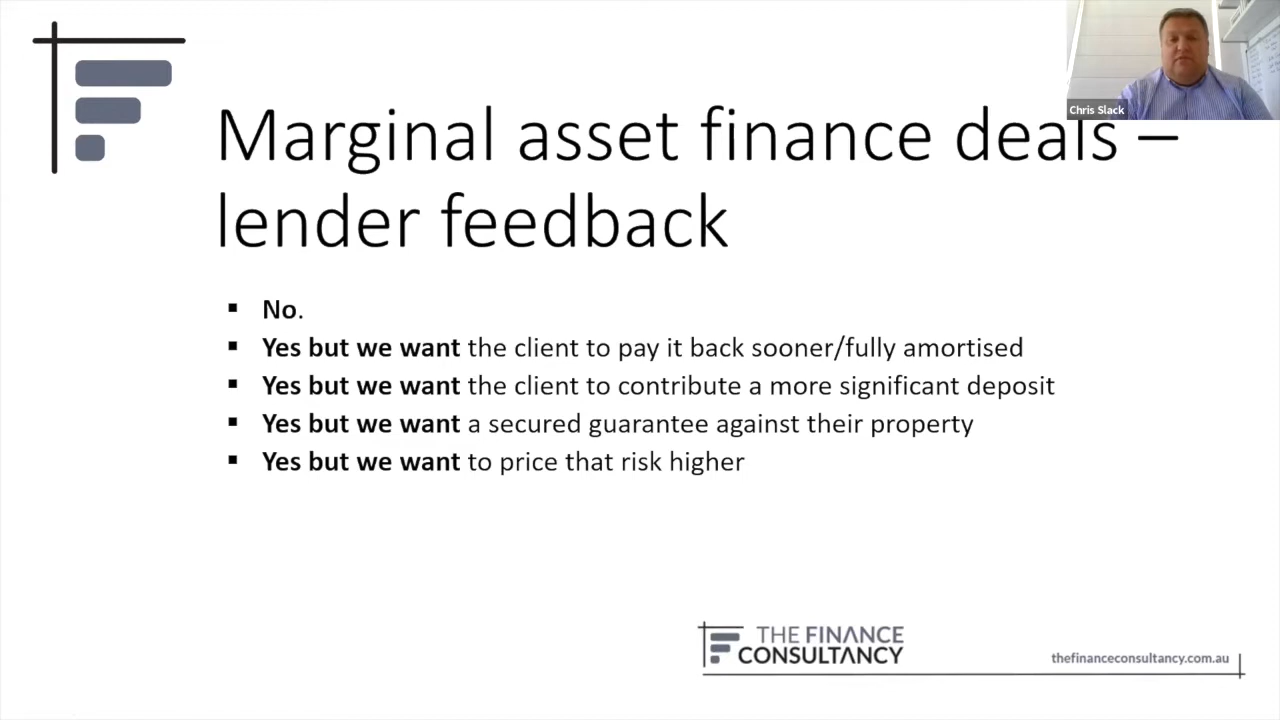 Chris Slack
Marginal asset finance deals –
lender feedback
▪ No.
▪ Yes but we want the client to pay it back sooner/fully amortised
▪ Yes but we want the client to contribute a more significant deposit
▪ Yes but we want a secured guarantee against their property
▪ Yes but we want to price that risk higher
THE FINANCE
CONSULTANCY
thefinanceconsultancy.com.au